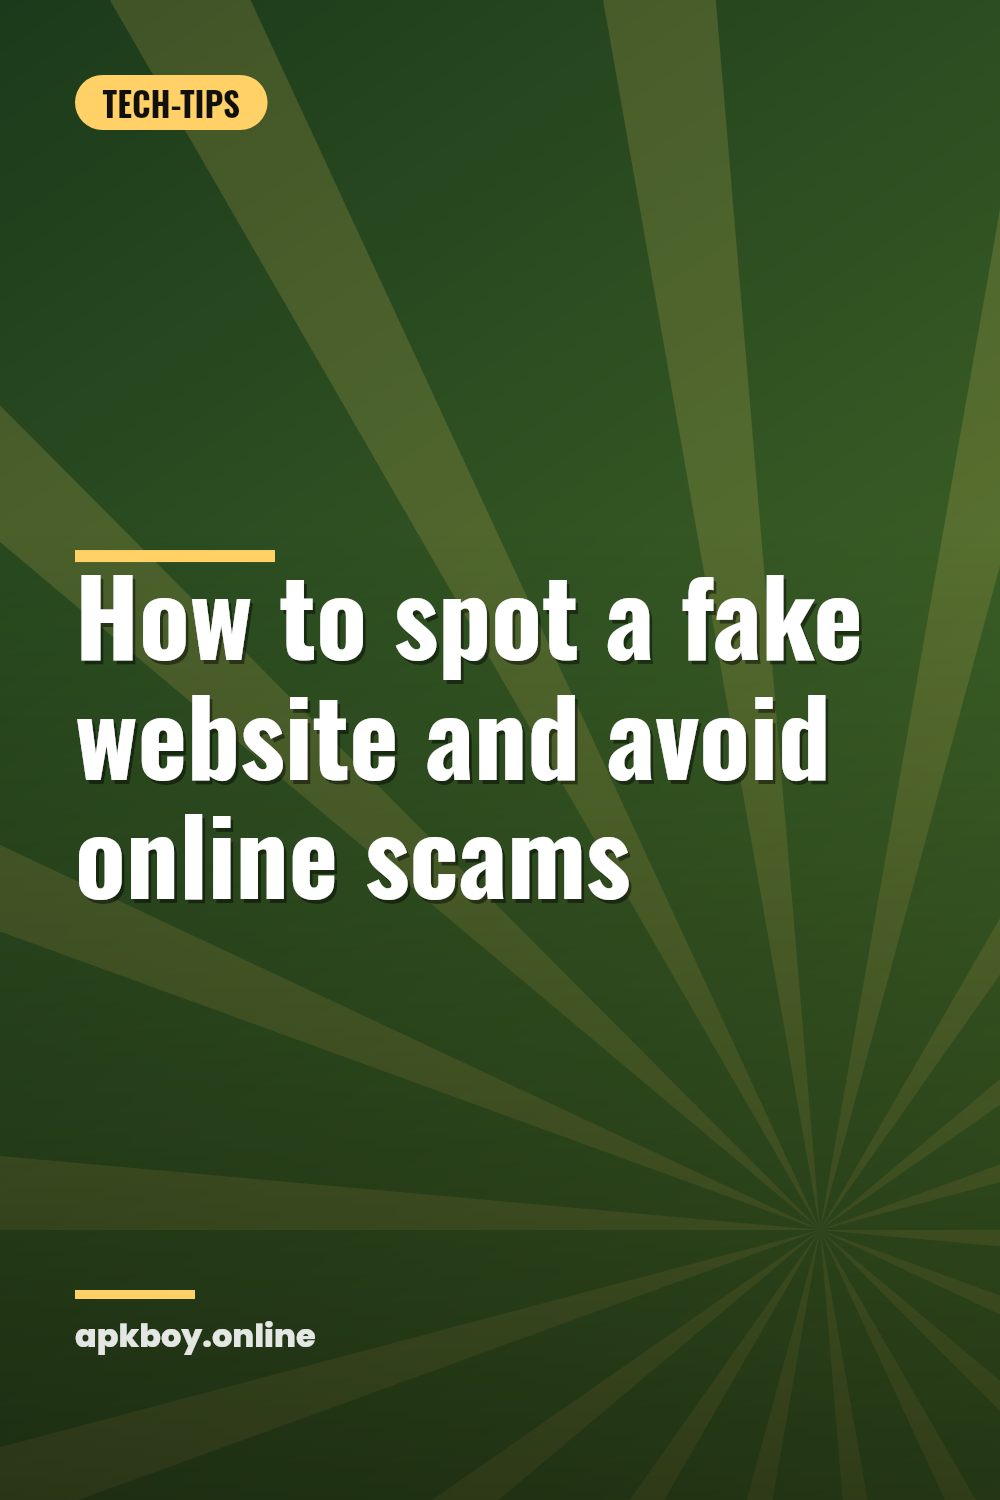 TECH-TIPS
How to spot a fake
website and avoid
online scams
apkboy.online